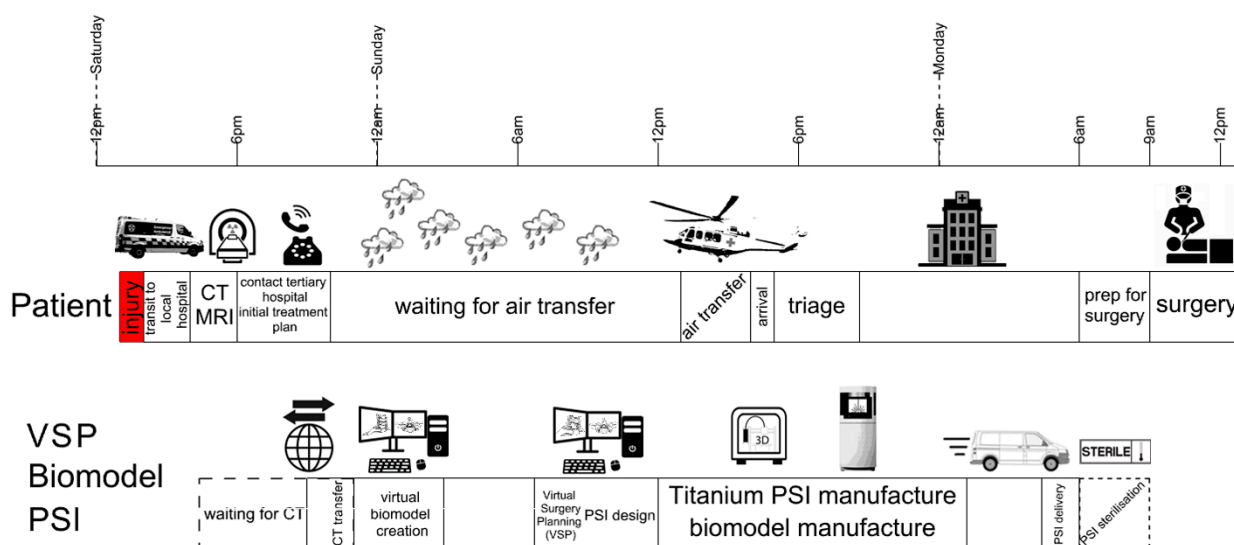 Saturday
Sunday
Monday
12pm
6pm
12am
6am
12pm
6pm
12am
6am
9am
12pm
Patient
injury
transit to
local
hospital
CT
MRI
contact tertiary
hospital
initial treatment
plan
waiting for air transfer
air transfer
arrival
triage
prep for
surgery
surgery
3D
STERILE
VSP
Biomodel
PSI
waiting for CT
CT transfer
virtual
biomodel
creation
Virtual
Surgery
Planning
(VSP)
PSI design
Titanium PSI manufacture
biomodel manufacture
PSI delivery
PSI sterilisation